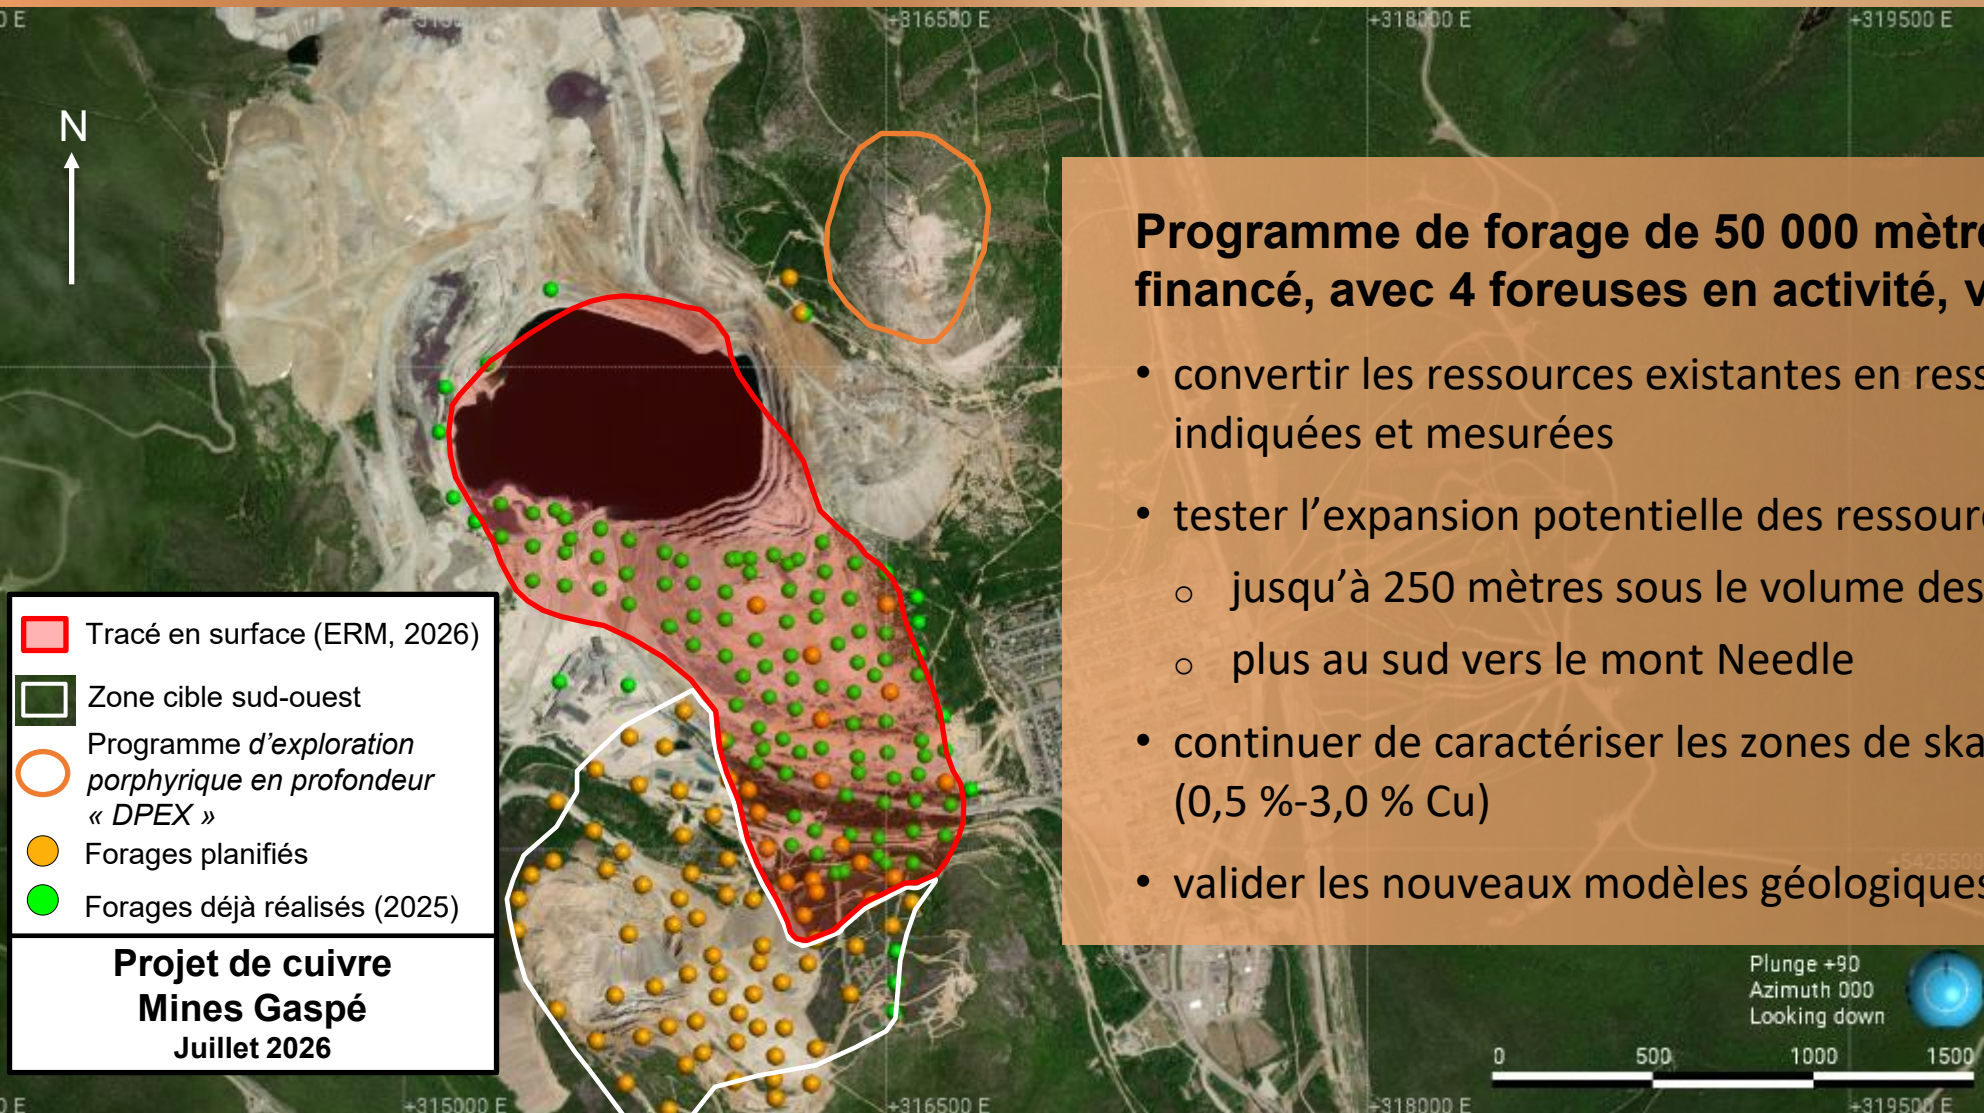 +316500 E
+318000 E
+319500 E
N
Programme de forage de 50 000
financé, avec 4 foreuses en activité,
• convertir les ressources existantes en
indiquées et mesurées
• tester l’expansion potentielle des
o jusqu’à 250 mètres sous le volume des
o plus au sud vers le mont Needle
• continuer de caractériser les zones de
(0,5 %-3,0 % Cu)
• valider les nouveaux modèles géologiques
Tracé en surface (ERM, 2026)
Zone cible sud-ouest
Programme d’exploration
porphyrique en profondeur
« DPEX »
Forages planifiés
Forages déjà réalisés (2025)
Projet de cuivre
Mines Gaspé
Juillet 2026
+5425500
Plunge +90
Azimuth 000
Looking down
0 500 1000 1500
+315000 E
+316500 E
+318000 E
+319500 E